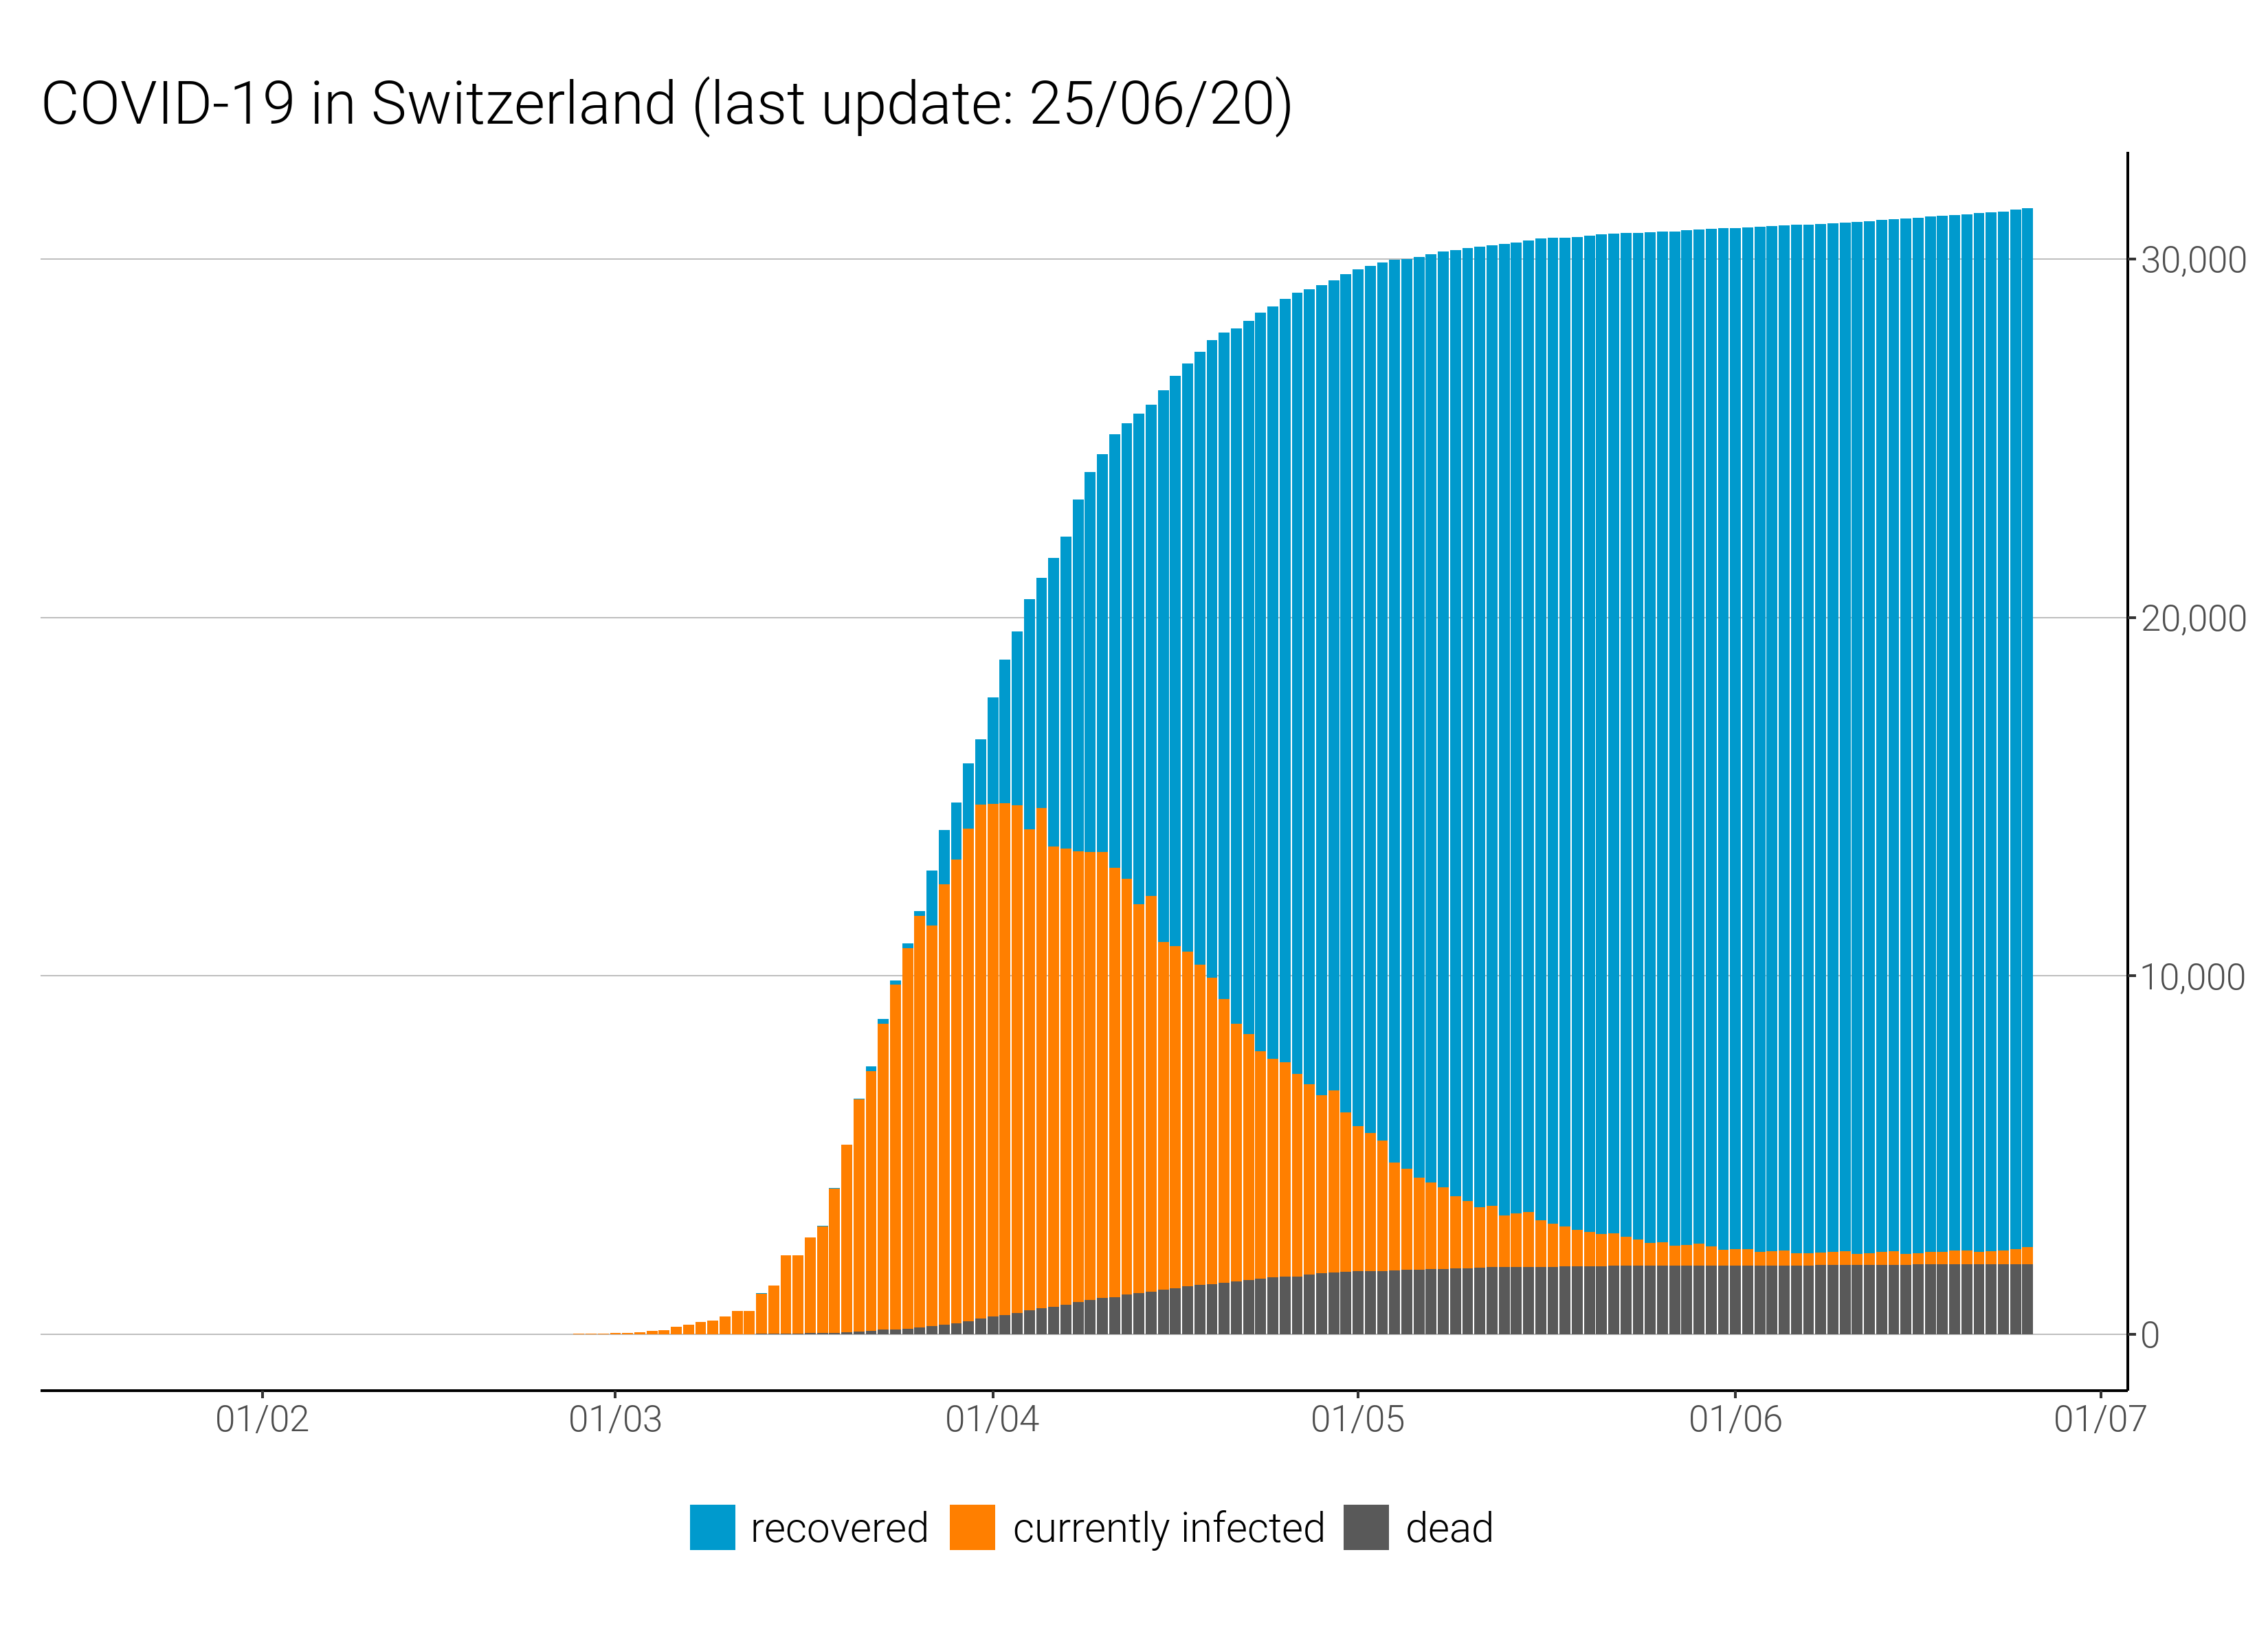 COVID-19 in Switzerland (last update: 25/06/20)
30,000
20,000
10,000
0
01/02 01/03 01/04 01/05 01/06 01/07
recovered currently infected dead